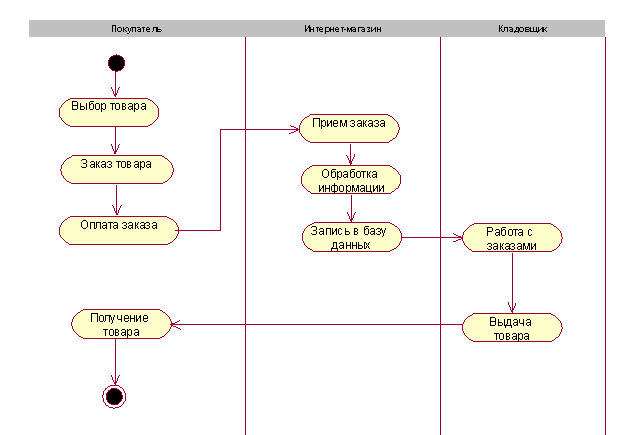 Покупатель
Интернет-магазин
Кладовщик
Выбор товара
Заказ товара
Оплата заказа
Прием заказа
Обработка
информации
Запись в базу
данных
Работа с
заказами
Выдача
товара
Получение
товара